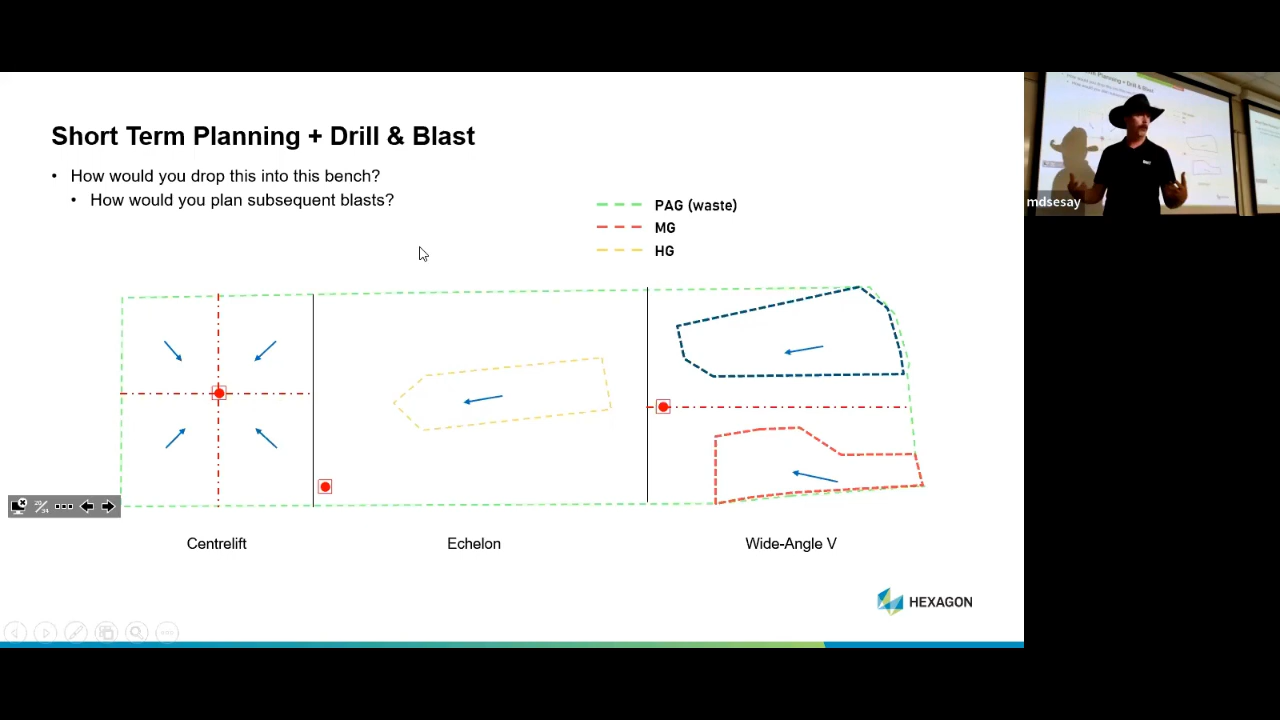 Short Term Planning + Drill & Blast
• How would you drop this into this bench?
• How would you plan subsequent blasts?
PAG (waste)
MG
HG
mdsesay
Centrelift
Echelon
Wide-Angle V
HEXAGON